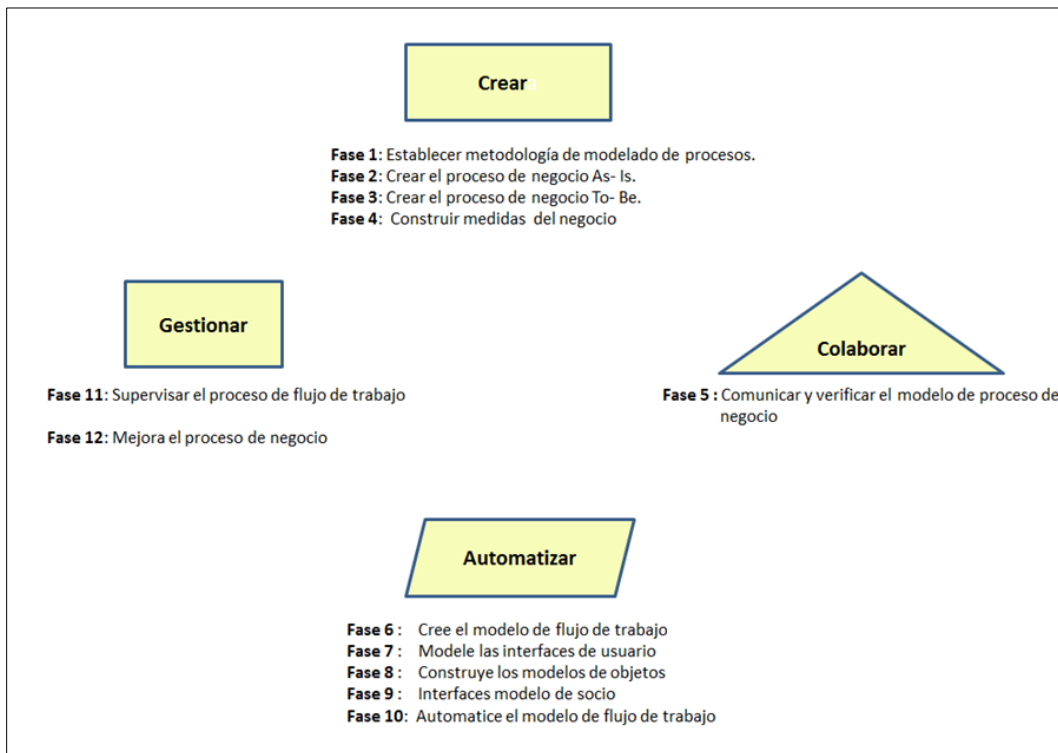 Crear
Fase 1: Establecer metodología de modelado de procesos.
Fase 2: Crear el proceso de negocio As- Is.
Fase 3: Crear el proceso de negocio To- Be.
Fase 4: Construir medidas del negocio
Gestionar
Fase 11: Supervisar el proceso de flujo de trabajo
Fase 12: Mejora el proceso de negocio
Colaborar
Fase 5 : Comunicar y verificar el modelo de proceso de
negocio
Automatizar
Fase 6 : Cree el modelo de flujo de trabajo
Fase 7 : Modele las interfaces de usuario
Fase 8 : Construye los modelos de objetos
Fase 9 : Interfaces modelo de socio
Fase 10: Automatice el modelo de flujo de trabajo